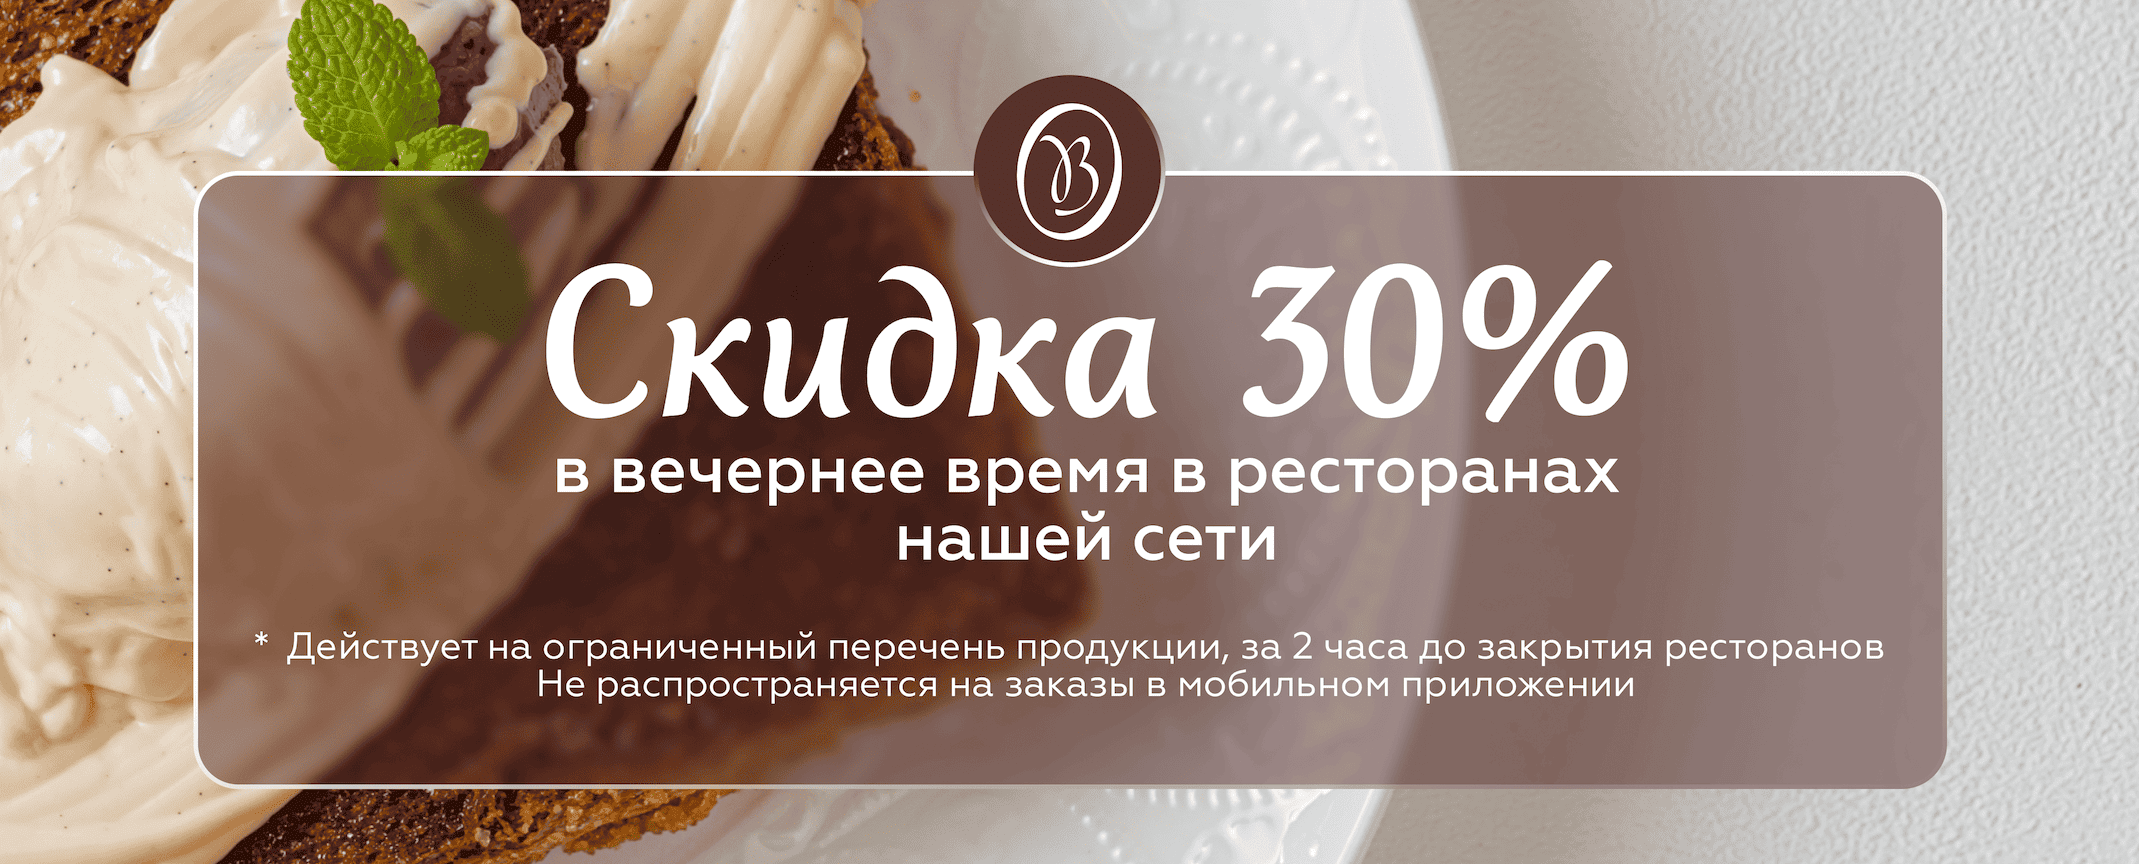 ОВ
Скидка 30%
в вечернее время в ресторанах
нашей сети
* Действует на ограниченный перечень продукции, за 2 часа до закрытия ресторанов
Не распространяется на заказы в мобильном приложении